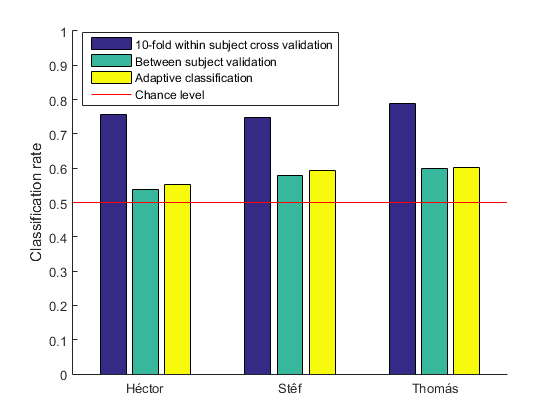 1
0.9
0.8
0.7
0.6
0.5
0.4
0.3
0.2
0.1
0
Classification rate
10-fold within subject cross validation
Between subject validation
Adaptive classification
Chance level
Héctor
Stêf
Thomás